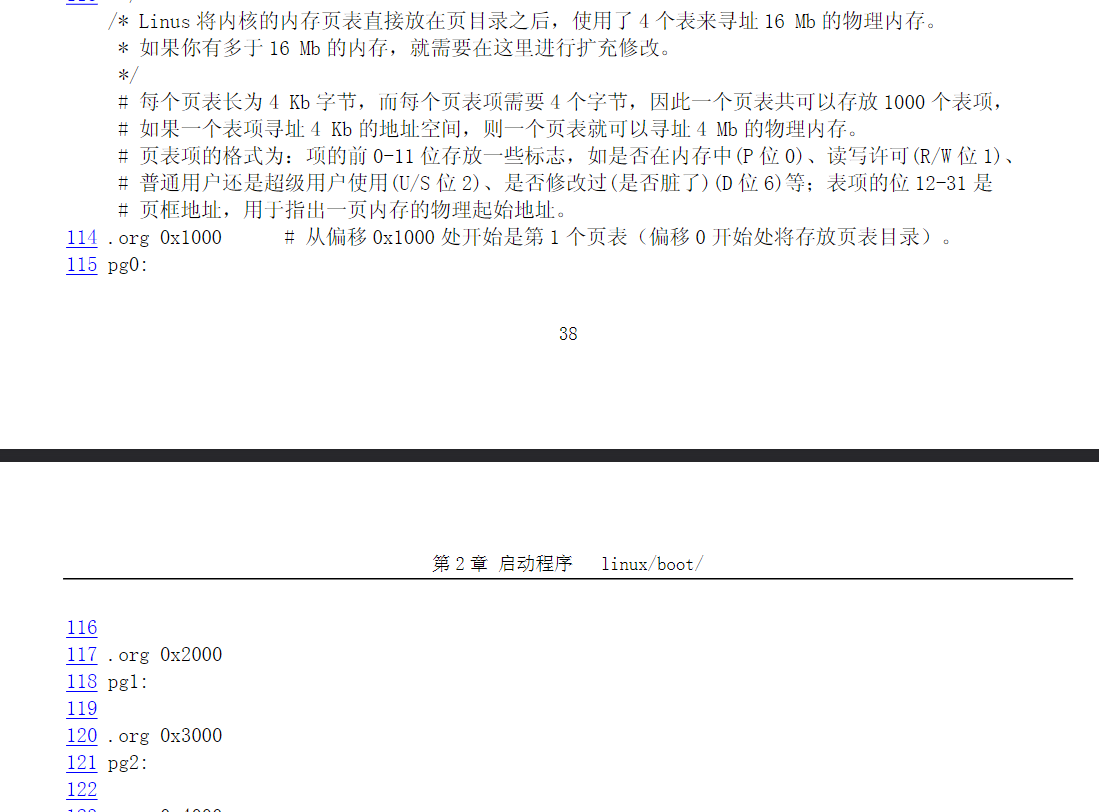 */
/* Linus 将内核的内存页表直接放在页目录之后，使用了 4 个表来寻址 16 Mb 的物理内存。
* 如果你有多于 16 Mb 的内存，就需要在这里进行扩充修改。
*/
# 每个页表长为 4 Kb 字节，而每个页表项需要 4 个字节，因此一个页表共可以存放 1000 个表项，
# 如果一个表项寻址 4 Kb 的地址空间，则一个页表就可以寻址 4 Mb 的物理内存。
# 页表项的格式为：项的前 0-11 位存放一些标志，如是否在内存中(P 位 0)、读写许可(R/W 位 1)、
# 普通用户还是超级用户使用(U/S 位 2)、是否修改过(是否脏了)(D 位 6)等；表项的位 12-31 是
# 页框地址，用于指出一页内存的物理起始地址。
114 .org 0x1000 # 从偏移 0x1000 处开始是第 1 个页表（偏移 0 开始处将存放页表目录）。
115 pg0:
38
第 2 章 启动程序 linux/boot/
116
117 .org 0x2000
118 pg1:
119
120 .org 0x3000
121 pg2:
122